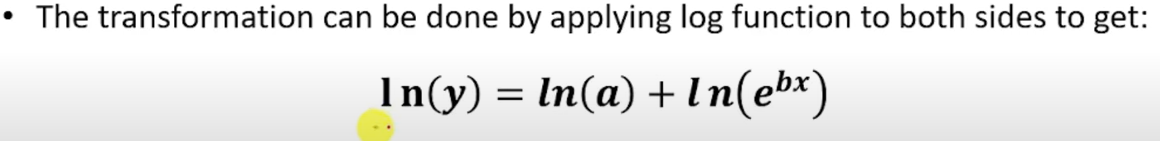 • The transformation can be done by applying log function to both sides to get:
ln(y) = ln(a) + ln(e^{bx})